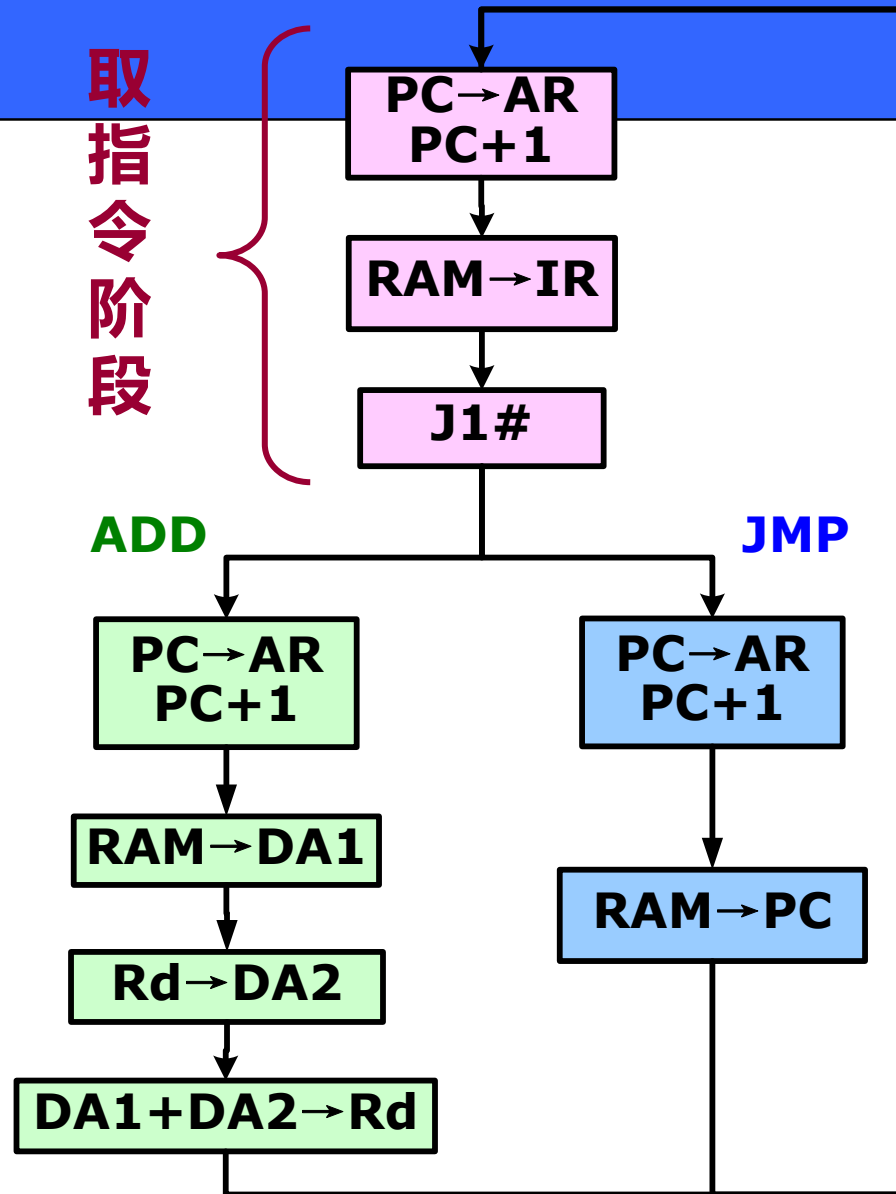 取指令阶段
PC→AR
PC+1
RAM→IR
J1#
ADD
JMP
PC→AR
PC+1
RAM→DA1
Rd→DA2
DA1+DA2→Rd
PC→AR
PC+1
RAM→PC